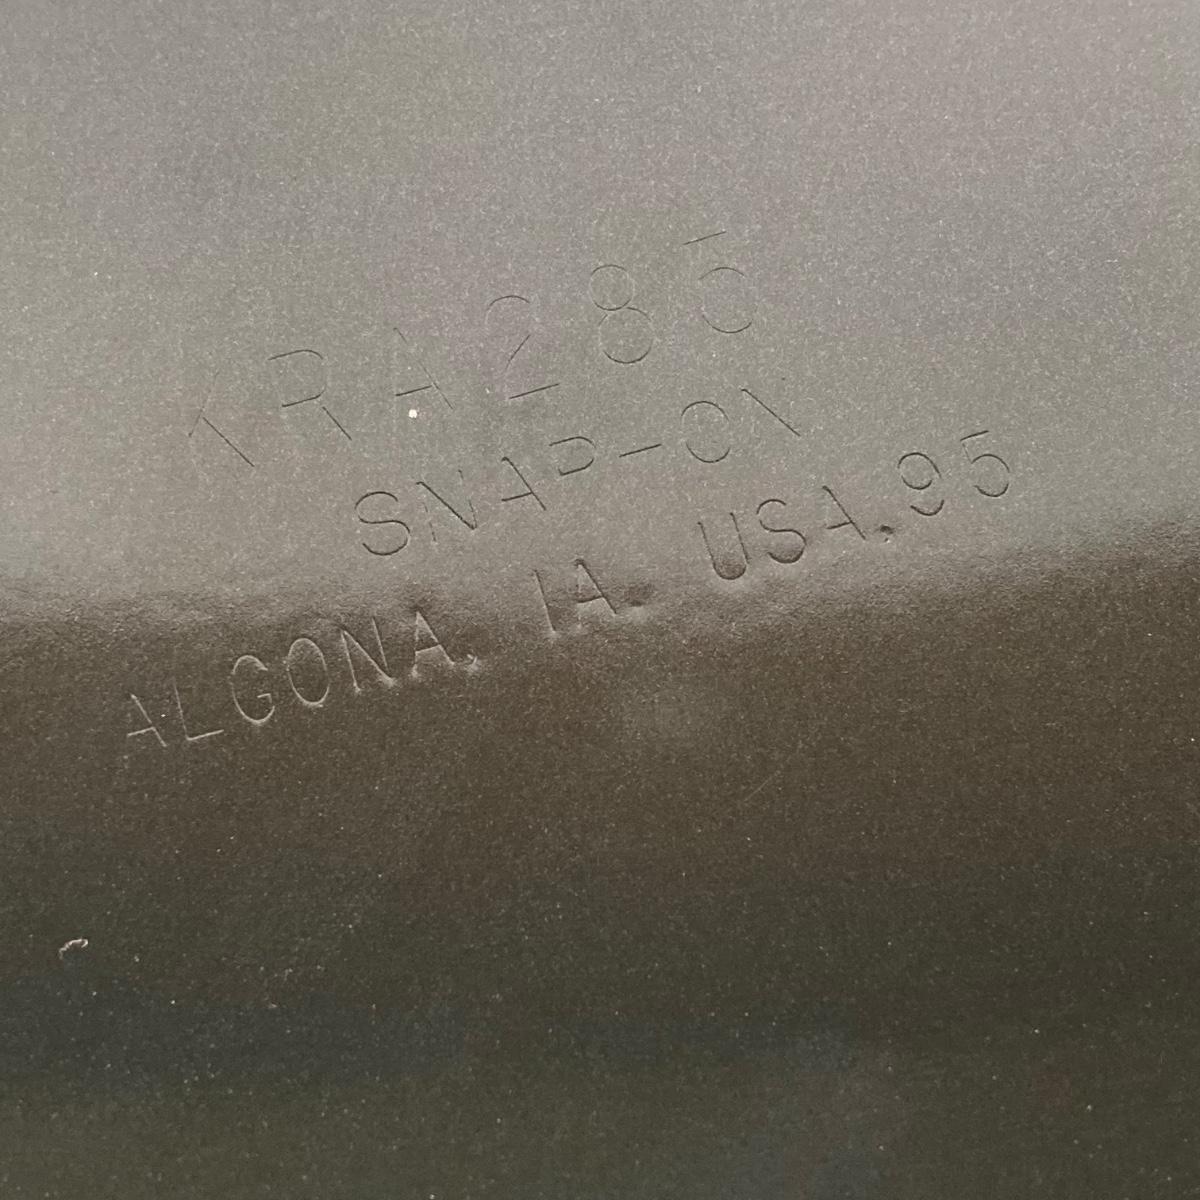 KRA285
SNAP-ON
ALGONA, IA. USA.95